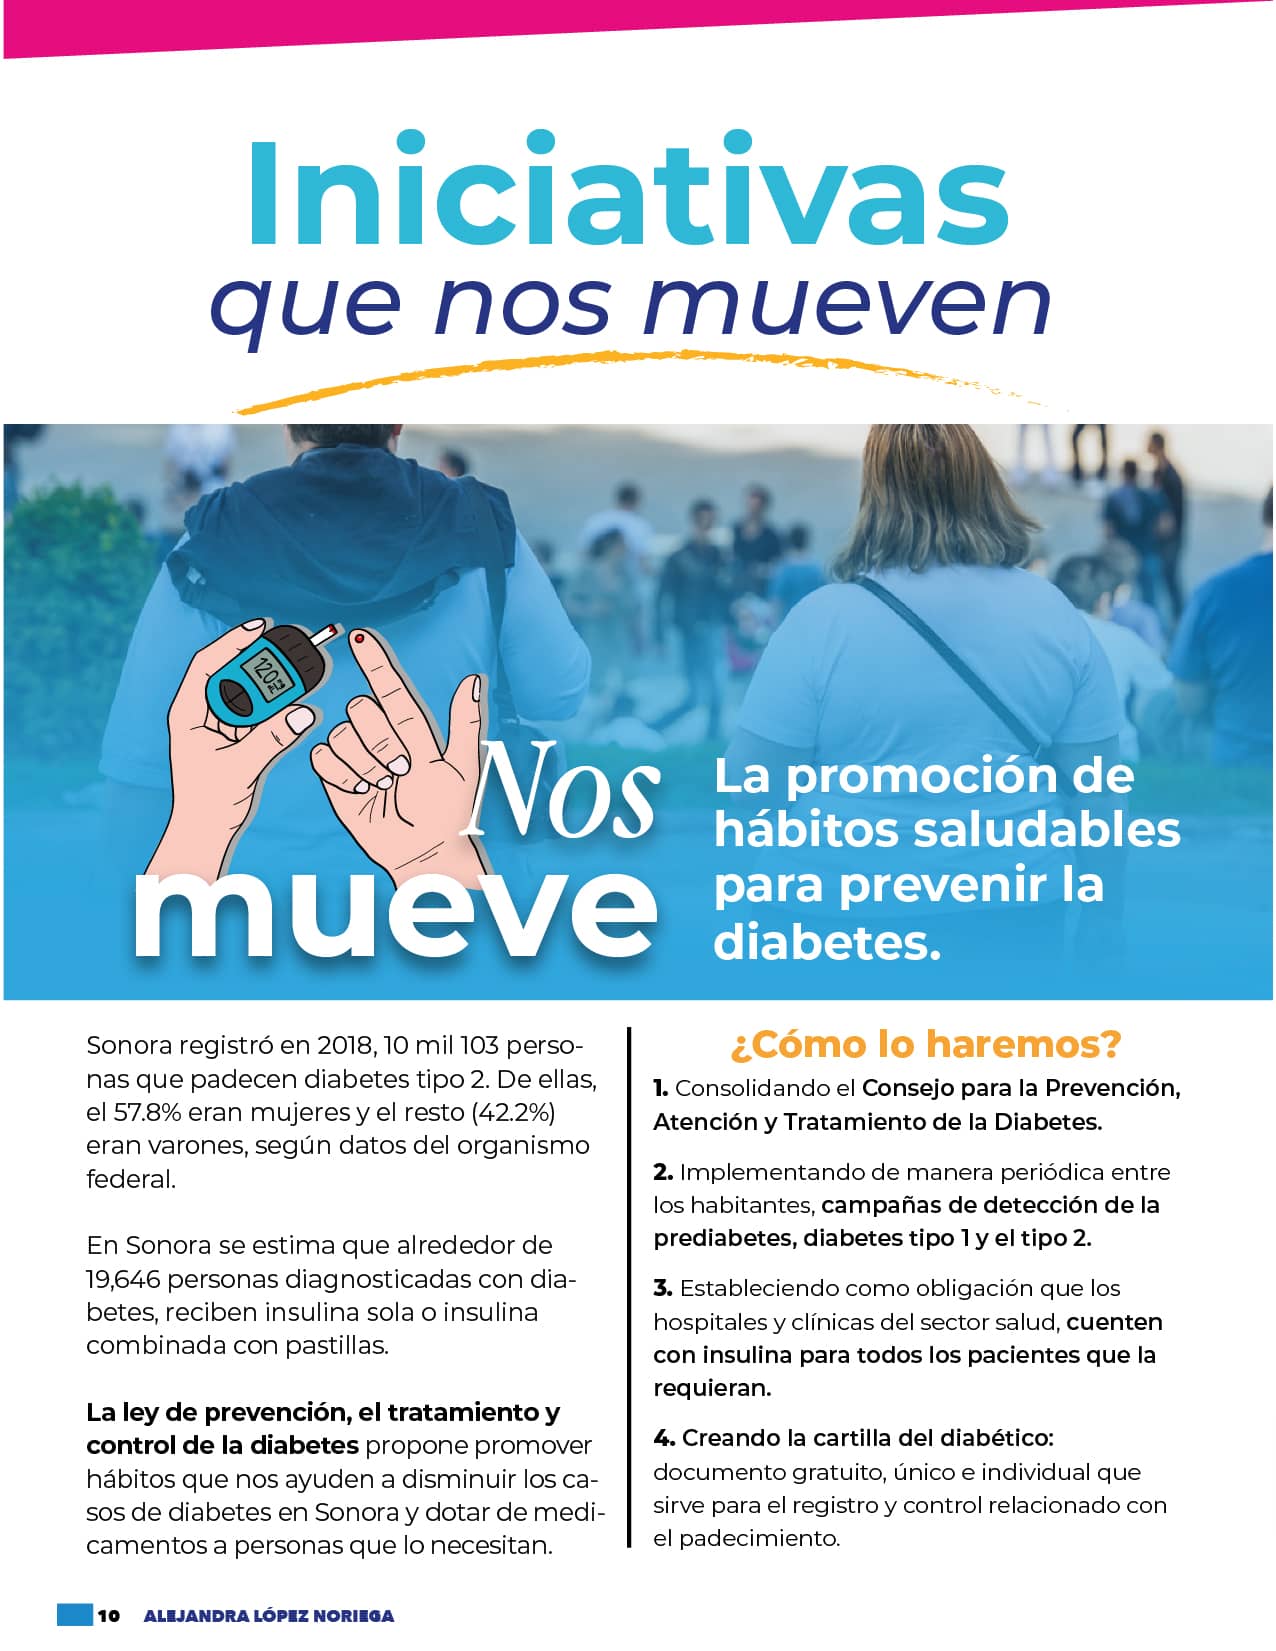 Iniciativas
que nos mueven
120
Nos
mueve
La promoción de
hábitos saludables
para prevenir la
diabetes.
Sonora registró en 2018, 10 mil 103 perso-
nas que padecen diabetes tipo 2. De ellas,
el 57.8% eran mujeres y el resto (42.2%)
eran varones, según datos del organismo
federal.
En Sonora se estima que alrededor de
19,646 personas diagnosticadas con dia-
betes, reciben insulina sola o insulina
combinada con pastillas.
La ley de prevención, el tratamiento y
control de la diabetes propone promover
hábitos que nos ayuden a disminuir los ca-
sos de diabetes en Sonora y dotar de medi-
camentos a personas que lo necesitan.
¿Cómo lo haremos?
1. Consolidando el Consejo para la Prevención,
Atención y Tratamiento de la Diabetes.
2. Implementando de manera periódica entre
los habitantes, campañas de detección de la
prediabetes, diabetes tipo 1 y el tipo 2.
3. Estableciendo como obligación que los
hospitales y clínicas del sector salud, cuenten
con insulina para todos los pacientes que la
requieran.
4. Creando la cartilla del diabético:
documento gratuito, único e individual que
sirve para el registro y control relacionado con
el padecimiento.
10 ALEJANDRA LÓPEZ NORIEGA